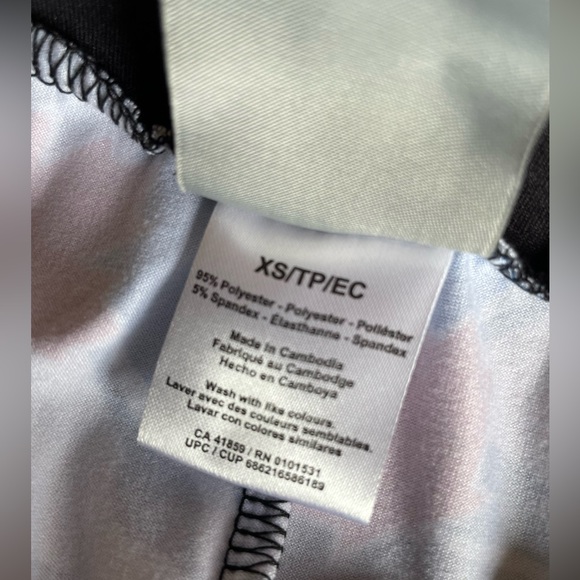 XS/TP/EC
95% Polyester - Polyester - Poliéster
5% Spandex - Élasthanne - Spandex
Made in Cambodia
Fabriqué au Cambodge
Hecho en Camboya
Wash with like colours.
Laver avec des couleurs semblables.
Lavar con colores similares
CA 41859 / RN 0101531
UPC / CUP 686216586189